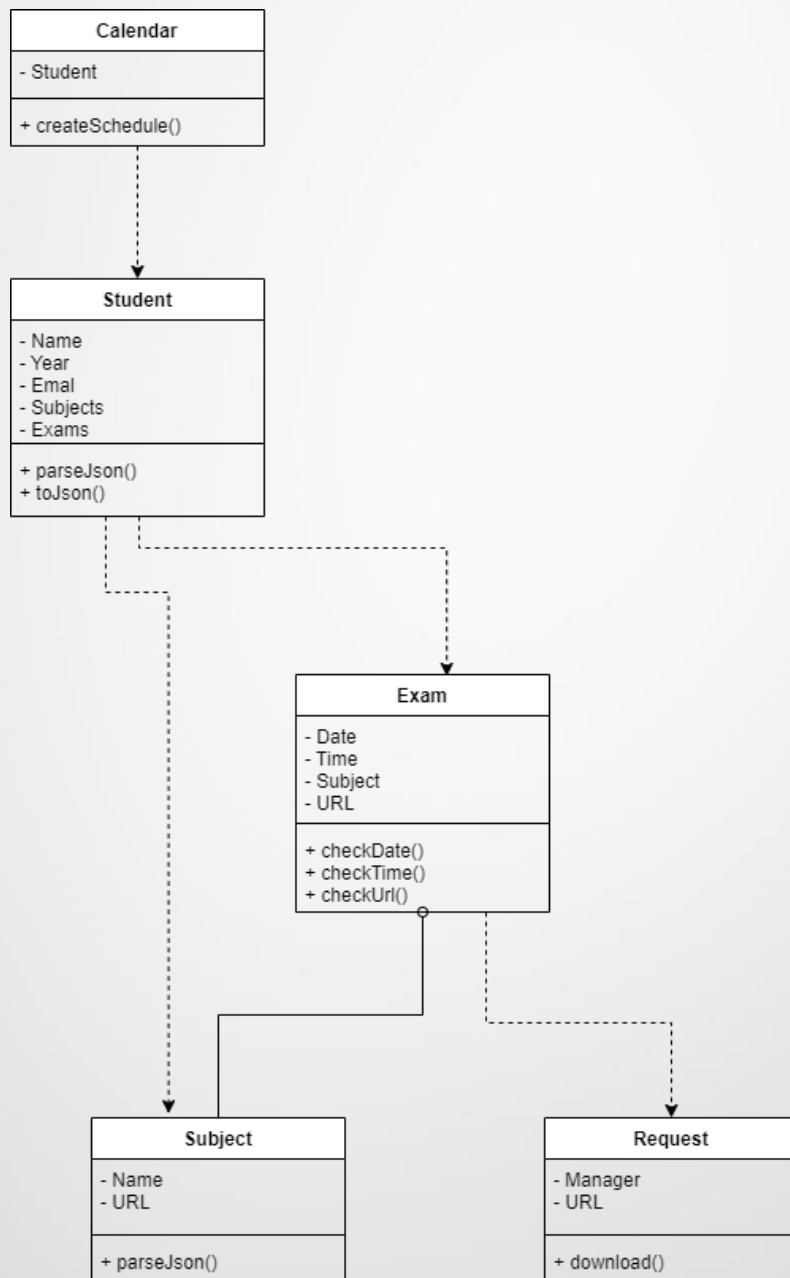 Calendar
- Student
+ createSchedule()
Student
- Name
- Year
- Emal
- Subjects
- Exams
+ parseJson()
+ toJson()
Exam
- Date
- Time
- Subject
- URL
+ checkDate()
+ checkTime()
+ checkUrl()
Subject
- Name
- URL
+ parseJson()
Request
- Manager
- URL
+ download()